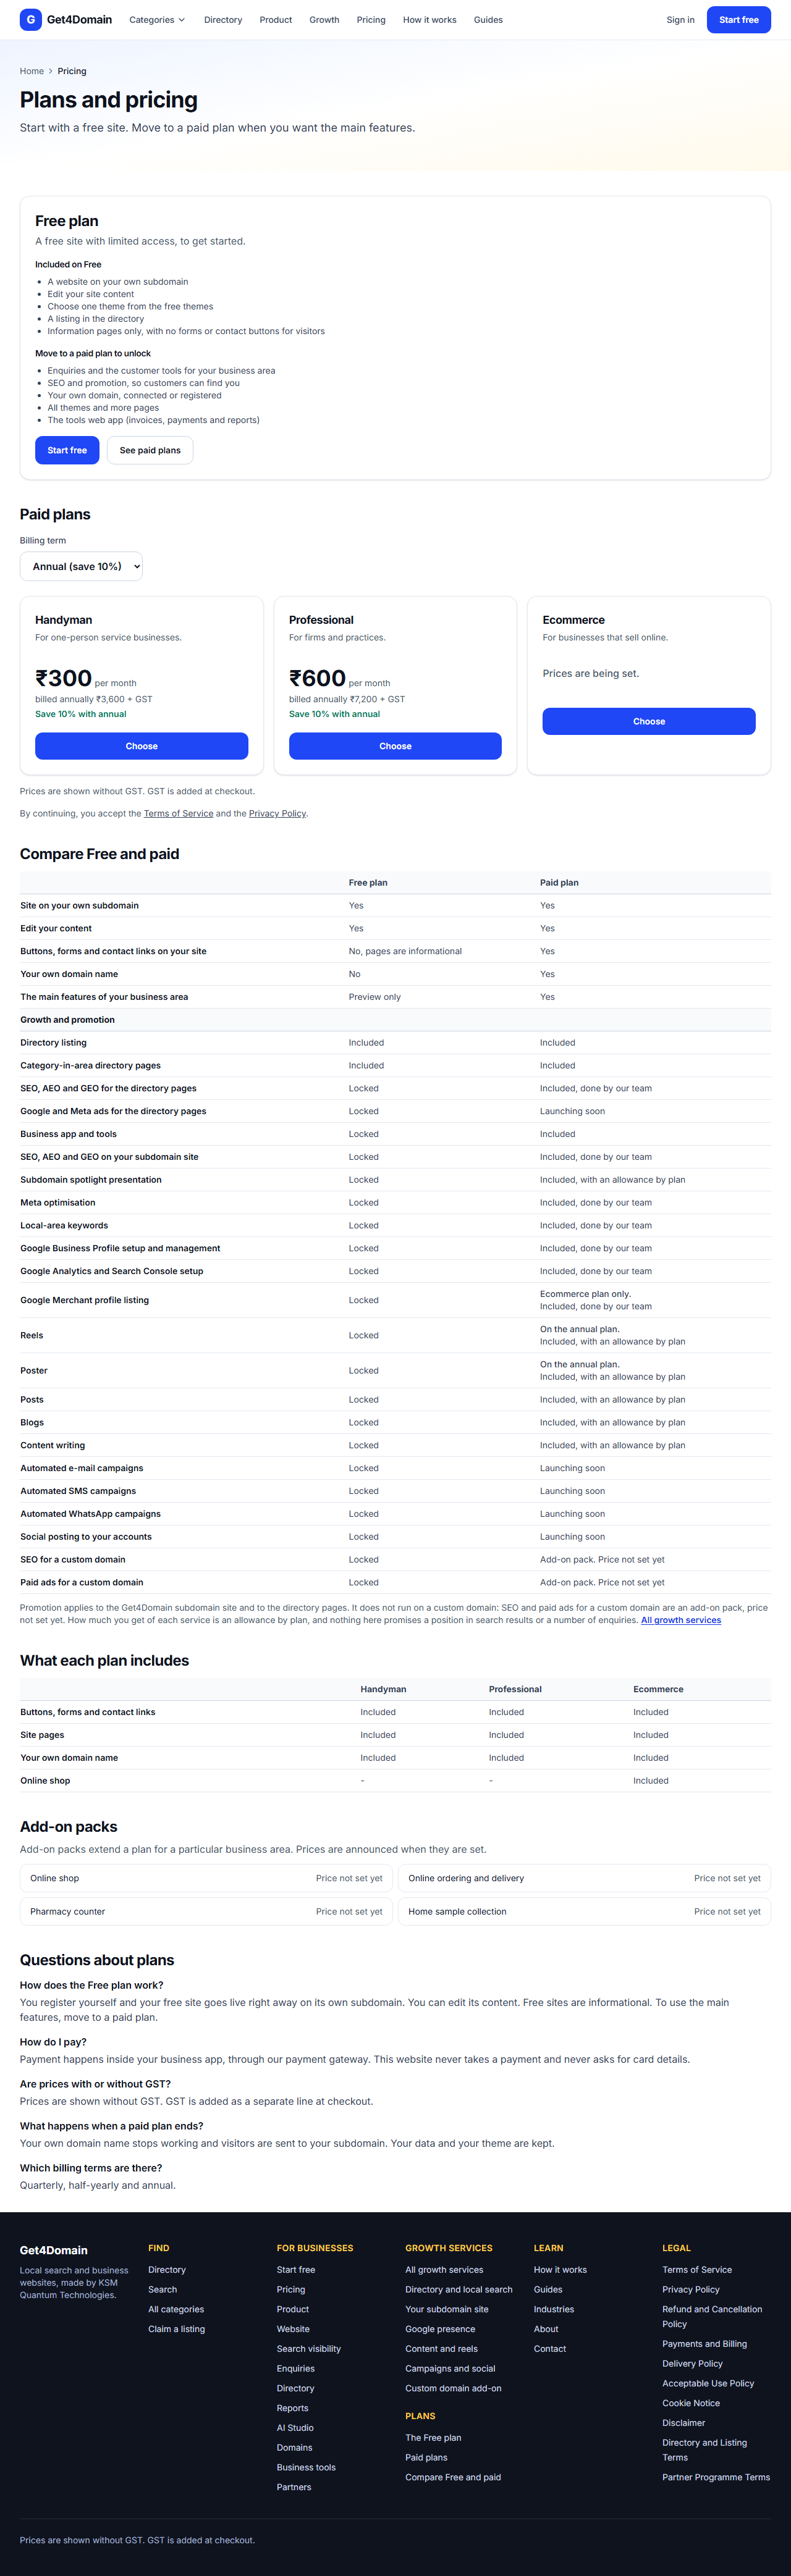 G Get4Domain
Categories
Directory
Product
Growth
Pricing
How it works
Guides
Sign in
Start free
Home > Pricing
Plans and pricing
Start with a free site. Move to a paid plan when you want the main features.
Free plan
A free site with limited access, to get started.
Included on Free
• A website on your own subdomain
• Edit your site content
• Choose one theme from the free themes
• A listing in the directory
• Information pages only, with no forms or contact buttons for visitors
Move to a paid plan to unlock
• Enquiries and the customer tools for your business area
• SEO and promotion, so customers can find you
• Your own domain, connected or registered
• All themes and more pages
• The tools web app (invoices, payments and reports)
Start free
See paid plans
Paid plans
Billing term
Annual (save 10%)
Handyman
For one-person service businesses.
₹300 per month
billed annually ₹3,600 + GST
Save 10% with annual
Choose
Professional
For firms and practices.
₹600 per month
billed annually ₹7,200 + GST
Save 10% with annual
Choose
Ecommerce
For businesses that sell online.
Prices are being set.
Choose
Prices are shown without GST. GST is added at checkout.
By continuing, you accept the Terms of Service and the Privacy Policy.
Compare Free and paid
Free plan Paid plan
Site on your own subdomain Yes Yes
Edit your content Yes Yes
Buttons, forms and contact links on your site No, pages are informational Yes
Your own domain name No Yes
The main features of your business area Preview only Yes
Growth and promotion
Directory listing Included Included
Category-in-area directory pages Included Included
SEO, AEO and GEO for the directory pages Locked Included, done by our team
Google and Meta ads for the directory pages Locked Launching soon
Business app and tools Locked Included
SEO, AEO and GEO on your subdomain site Locked Included, done by our team
Subdomain spotlight presentation Locked Included, with an allowance by plan
Meta optimisation Locked Included, done by our team
Local-area keywords Locked Included, done by our team
Google Business Profile setup and management Locked Included, done by our team
Google Analytics and Search Console setup Locked Included, done by our team
Google Merchant profile listing Locked Ecommerce plan only.
Included, done by our team
Reels Locked On the annual plan.
Included, with an allowance by plan
Poster Locked On the annual plan.
Included, with an allowance by plan
Posts Locked Included, with an allowance by plan
Blogs Locked Included, with an allowance by plan
Content writing Locked Included, with an allowance by plan
Automated e-mail campaigns Locked Launching soon
Automated SMS campaigns Locked Launching soon
Automated WhatsApp campaigns Locked Launching soon
Social posting to your accounts Locked Launching soon
SEO for a custom domain Locked Add-on pack. Price not set yet
Paid ads for a custom domain Locked Add-on pack. Price not set yet
Promotion applies to the Get4Domain subdomain site and to the directory pages. It does not run on a custom domain: SEO and paid ads for a custom domain are an add-on pack, price
not set yet. How much you get of each service is an allowance by plan, and nothing here promises a position in search results or a number of enquiries. All growth services
What each plan includes
Handyman Professional Ecommerce
Buttons, forms and contact links Included Included Included
Site pages Included Included Included
Your own domain name Included Included Included
Online shop - - Included
Add-on packs
Add-on packs extend a plan for a particular business area. Prices are announced when they are set.
Online shop Price not set yet
Online ordering and delivery Price not set yet
Pharmacy counter Price not set yet
Home sample collection Price not set yet
Questions about plans
How does the Free plan work?
You register yourself and your free site goes live right away on its own subdomain. You can edit its content. Free sites are informational. To use the main
features, move to a paid plan.
How do I pay?
Payment happens inside your business app, through our payment gateway. This website never takes a payment and never asks for card details.
Are prices with or without GST?
Prices are shown without GST. GST is added as a separate line at checkout.
What happens when a paid plan ends?
Your own domain name stops working and visitors are sent to your subdomain. Your data and your theme are kept.
Which billing terms are there?
Quarterly, half-yearly and annual.
Get4Domain
Local search and business
websites, made by KSM
Quantum Technologies.
FIND
Directory
Search
All categories
Claim a listing
FOR BUSINESSES
Start free
Pricing
Product
Website
Search visibility
Enquiries
Directory
Reports
AI Studio
Domains
Business tools
Partners
GROWTH SERVICES
All growth services
Directory and local search
Your subdomain site
Google presence
Content and reels
Campaigns and social
Custom domain add-on
PLANS
The Free plan
Paid plans
Compare Free and paid
LEARN
How it works
Guides
Industries
About
Contact
LEGAL
Terms of Service
Privacy Policy
Refund and Cancellation
Policy
Payments and Billing
Delivery Policy
Acceptable Use Policy
Cookie Notice
Disclaimer
Directory and Listing
Terms
Partner Programme Terms
Prices are shown without GST. GST is added at checkout.